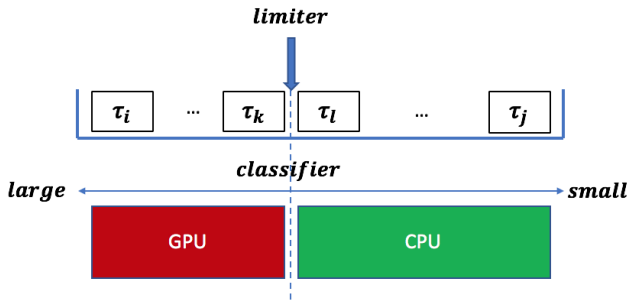 limiter
τi ... τk τl ... τj
classifier
large small
GPU CPU